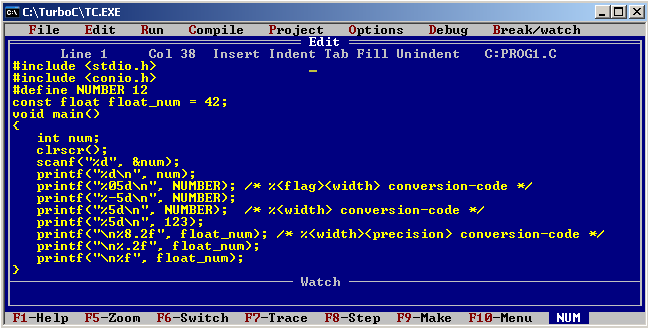 C:\TurboC\TC.EXE
File Edit Run Compile Project Options Debug Break/watch
Edit
Line 1 Col 38 Insert Indent Tab Fill Unindent C:PROG1.C
#include <stdio.h>
#include <conio.h>
#define NUMBER 12
const float float_num = 42;
void main()
{
int num;
clrscr();
scanf("%d", &num);
printf("%d\n", num);
printf("%05d\n", NUMBER); /* %<flag><width> conversion-code */
printf("%-5d\n", NUMBER);
printf("%5d\n", NUMBER); /* %<width> conversion-code */
printf("%5d\n", 123);
printf("\n%8.2f", float_num); /* %<width><precision> conversion-code */
printf("\n%.2f", float_num);
printf("\n%f", float_num);
}
Watch
F1-Help F5-Zoom F6-Switch F7-Trace F8-Step F9-Make F10-Menu NUM